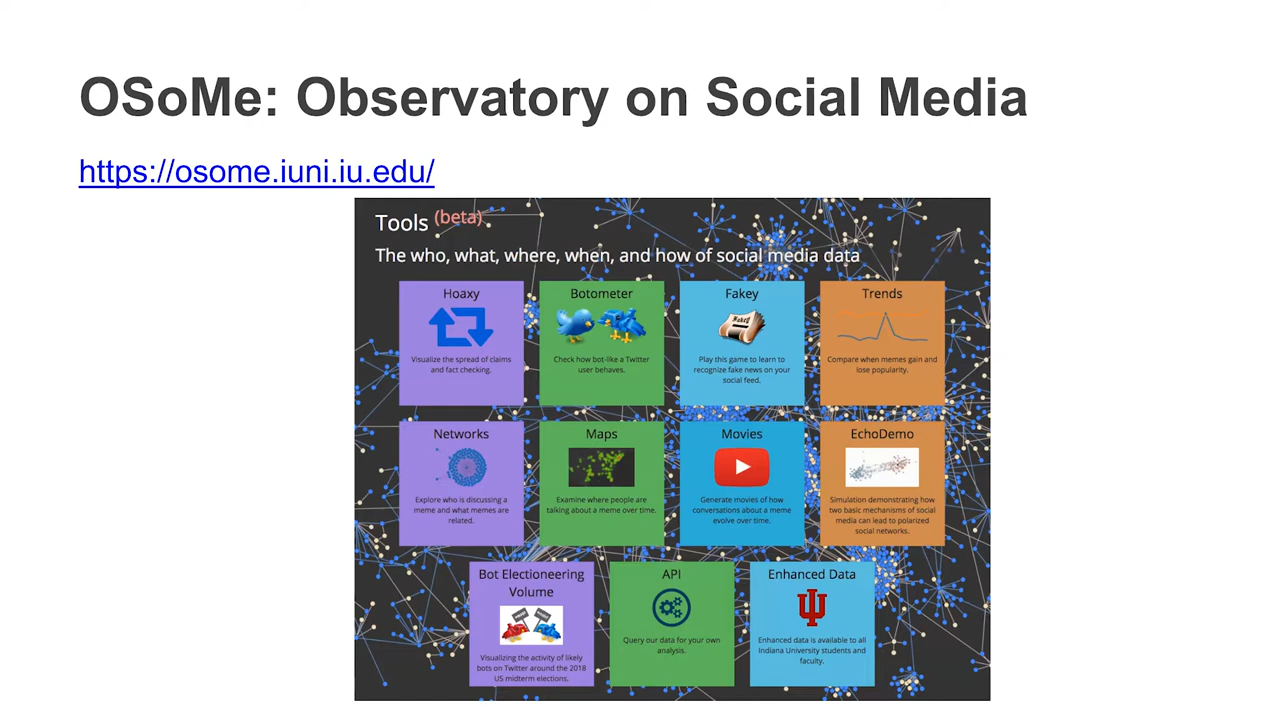 OSoMe: Observatory on Social Media
https://osome.iuni.iu.edu/
Tools (beta)
The who, what, where, when, and how of social media data
Hoaxy
Visualize the spread of claims
and fact checking.
Botometer
Check how bot-like a Twitter
user behaves.
Fakey
Fakey
Play this game to learn to
recognize fake news on your
social feed.
Trends
Compare when memes gain and
lose popularity.
Networks
Explore who is discussing a
meme and what memes are
related.
Maps
Examine where people are
talking about a meme over time.
Movies
Generate movies of how
conversations about a meme
evolve over time.
EchoDemo
Simulation demonstrating how
two basic mechanisms of social
media can lead to polarized
social networks.
Bot Electioneering
Volume
Visualizing the activity of likely
bots on Twitter around the 2018
US midterm elections.
API
Query our data for your own
analysis.
Enhanced Data
Enhanced data is available to all
Indiana University students and
faculty.